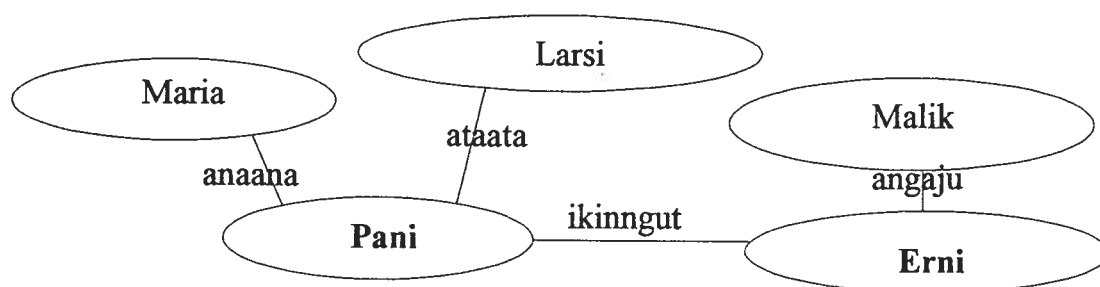 Larsi
Maria
Malik
ataata
anaana
angaju
ikinngut
Pani
Erni